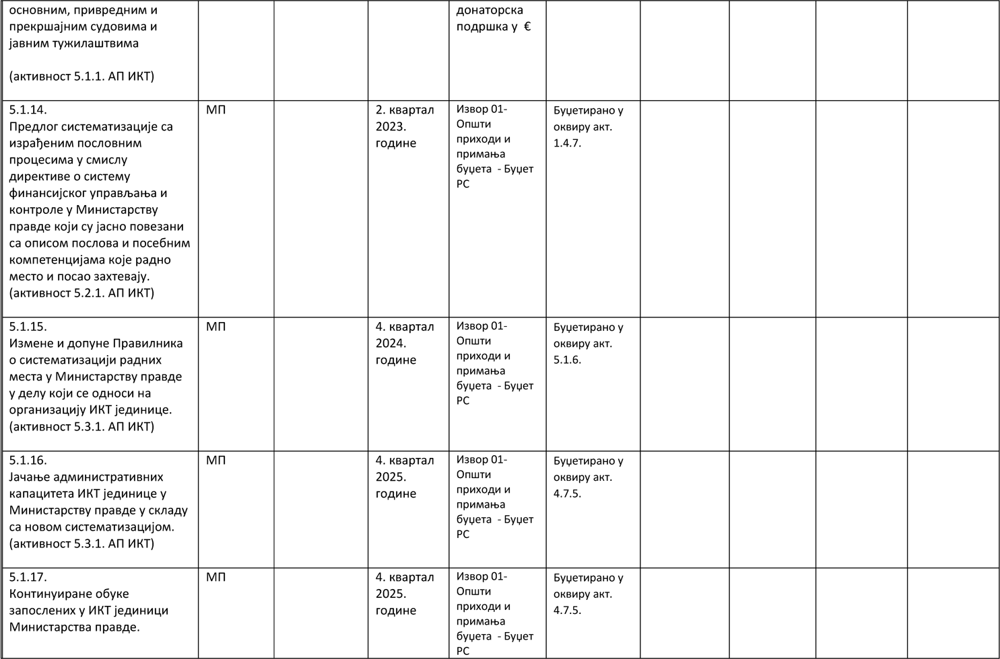 основним, привредним и
прекршајним судовима и
јавним тужилаштвима
(активност 5.1.1. АП ИКТ)
донаторска
подршка у  €
5.1.14.
Предлог систематизације са
израђеним пословним
процесима у смислу
директиве о систему
финансијског управљања и
контроле у Министарству
правде који су јасно повезани
са описом послова и посебним
компетенцијама које радно
место и посао захтевају.
(активност 5.2.1. АП ИКТ)
МП
2. квартал
2023.
године
Извор 01-
Општи
приходи и
примања
буџета  - Буџет
РС
Буџетирано у
оквиру акт.
1.4.7.
5.1.15.
Измене и допуне Правилника
о систематизацији радних
места у Министарству правде
у делу који се односи на
организацију ИКТ јединице.
(активност 5.3.1. АП ИКТ)
МП
4. квартал
2024.
године
Извор 01-
Општи
приходи и
примања
буџета  - Буџет
РС
Буџетирано у
оквиру акт.
5.1.6.
5.1.16.
Јачање административних
капацитета ИКТ јединице у
Министарству правде у складу
са новом систематизацијом.
(активност 5.3.1. АП ИКТ)
МП
4. квартал
2025.
године
Извор 01-
Општи
приходи и
примања
буџета  - Буџет
РС
Буџетирано у
оквиру акт.
4.7.5.
5.1.17.
Континуиране обуке
запослених у ИКТ јединици
Министарства правде.
МП
4. квартал
2025.
године
Извор 01-
Општи
приходи и
примања
буџета  - Буџет
РС
Буџетирано у
оквиру акт.
4.7.5.